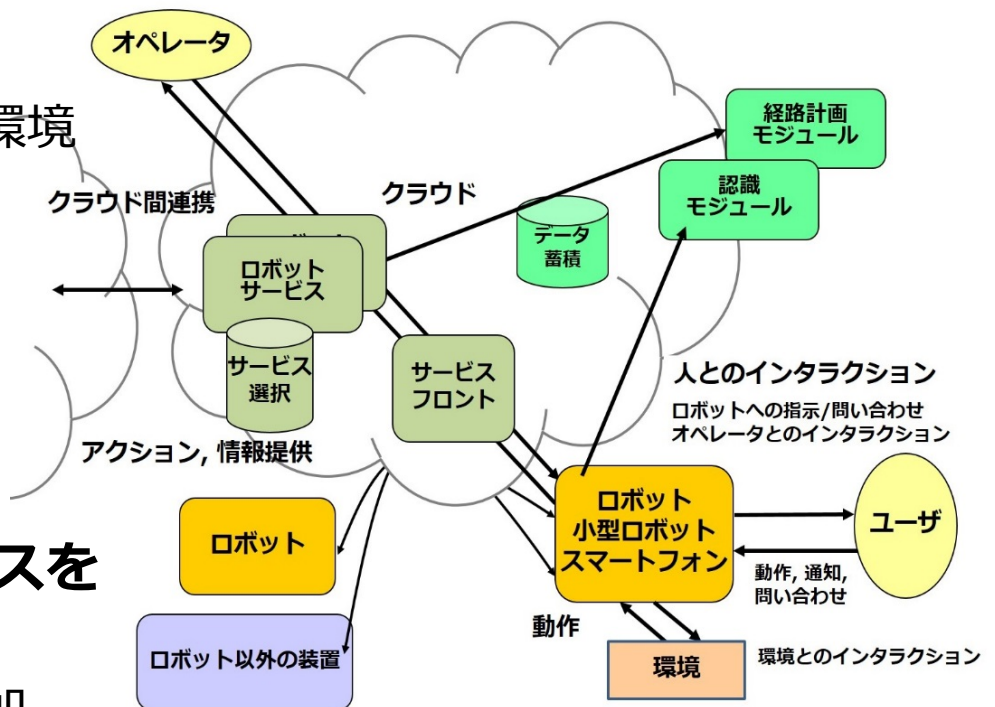 オペレータ
環境
クラウド間連携
クラウド
経路計画
モジュール
認識
モジュール
データ
蓄積
ロボット
サービス
サービス
選択
サービス
フロント
アクション, 情報提供
人とのインタラクション
ロボットへの指示/問い合わせ
オペレータとのインタラクション
ロボット
ロボット
小型ロボット
スマートフォン
ユーザ
動作, 通知,
問い合わせ
スを
動作
ロボット以外の装置
環境
環境とのインタラクション